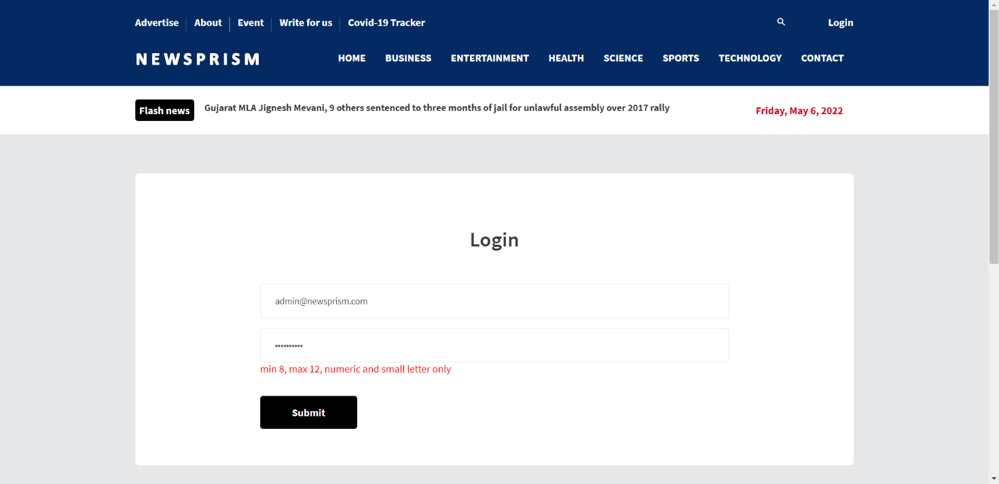 Advertise About Event Write for us Covid-19 Tracker Login
NEWSPRISM HOME BUSINESS ENTERTAINMENT HEALTH SCIENCE SPORTS TECHNOLOGY CONTACT
Flash news Gujarat MLA Jignesh Mevani, 9 others sentenced to three months of jail for unlawful assembly over 2017 rally Friday, May 6, 2022
Login
admin@newsprism.com
••••••••••
min 8, max 12, numeric and small letter only
Submit